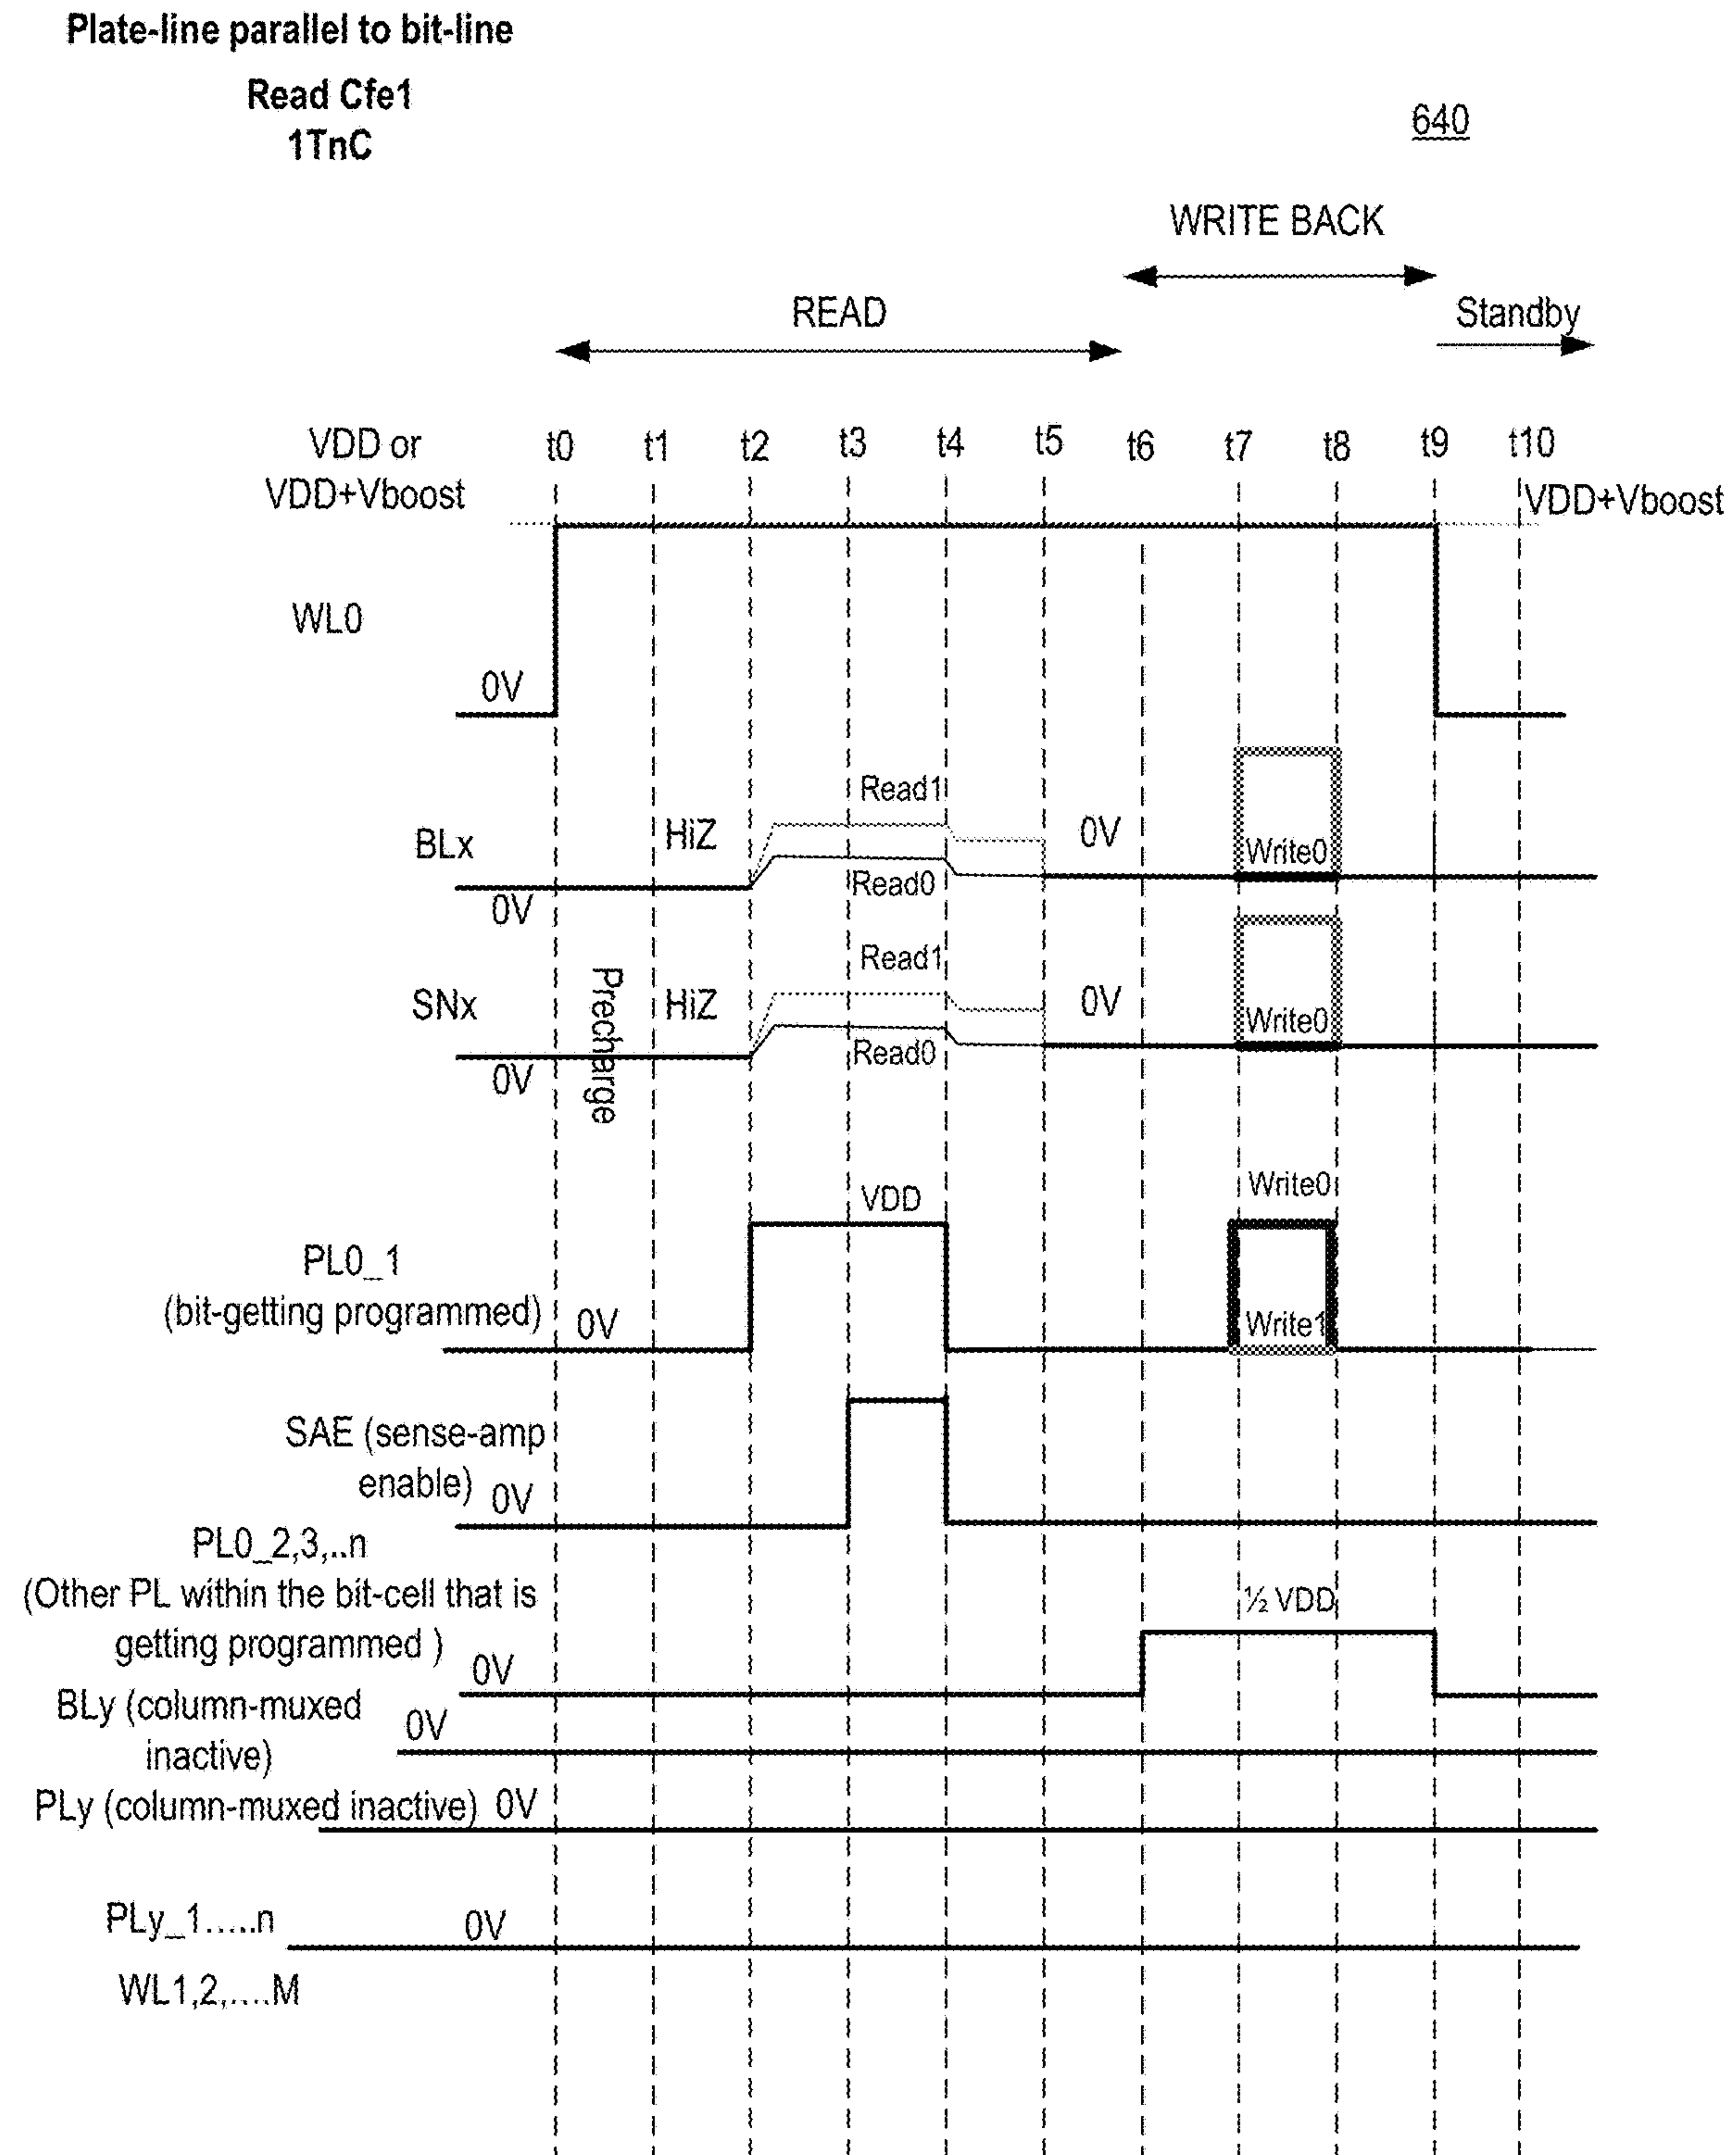 Plate-line parallel to bit-line
Read Cfe1
1TnC
640
WRITE BACK
READ
Standby
VDD or
VDD+Vboost
t0 t1 t2 t3 t4 t5 t6 t7 t8 t9 t10
VDD+Vboost
WL0
0V
Read1
BLx
HiZ
0V
Write0
Read0
0V
Read1
SNx
Precharge
HiZ
0V
Write0
Read0
0V
VDD
Write0
PL0_1
(bit-getting programmed)
0V
Write1
SAE (sense-amp
enable)
0V
PL0_2,3,..n
(Other PL within the bit-cell that is
getting programmed )
½ VDD
0V
BLy (column-muxed
inactive)
0V
PLy (column-muxed inactive) 0V
PLy_1.....n
0V
WL1,2,....M